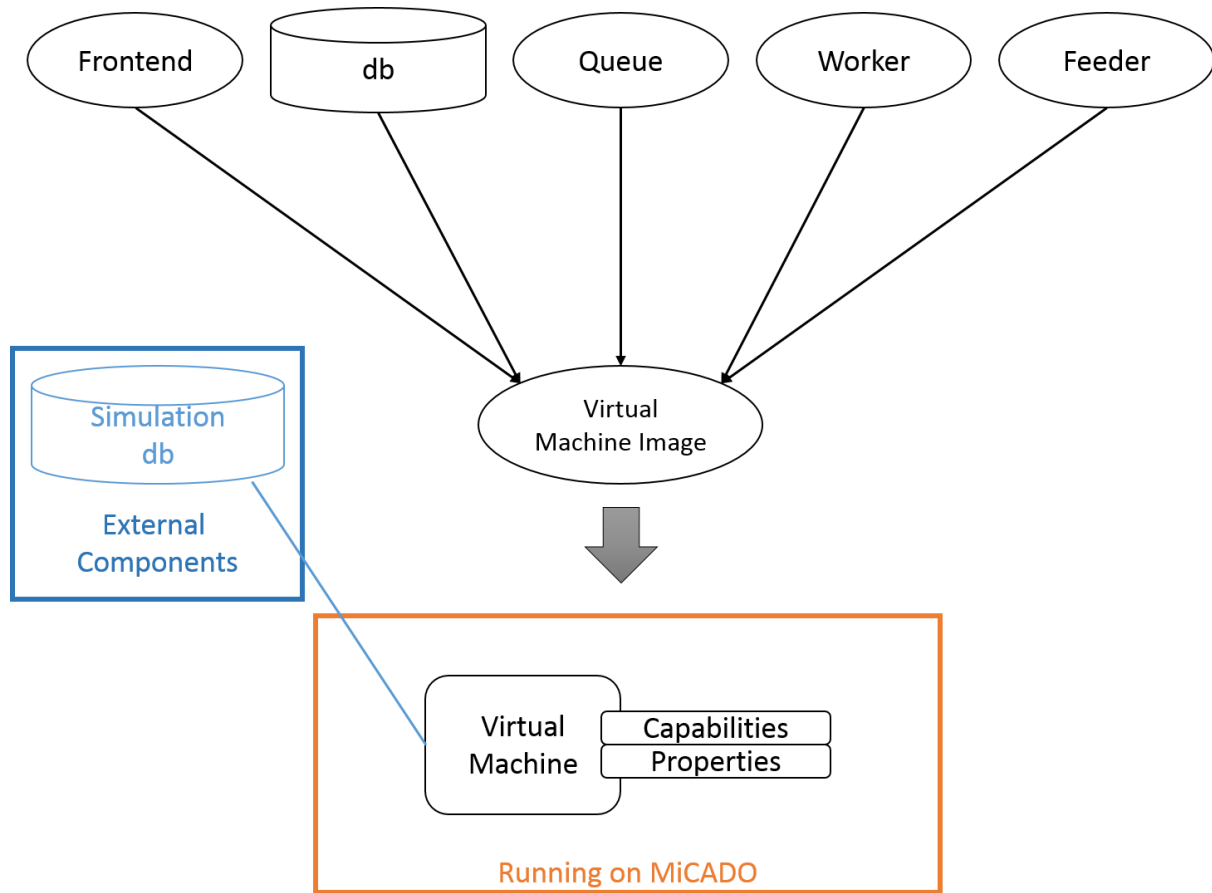 Frontend
db
Queue
Worker
Feeder
Virtual
Machine Image
Simulation
db
External
Components
Virtual
Machine
Capabilities
Properties
Running on MiCADO